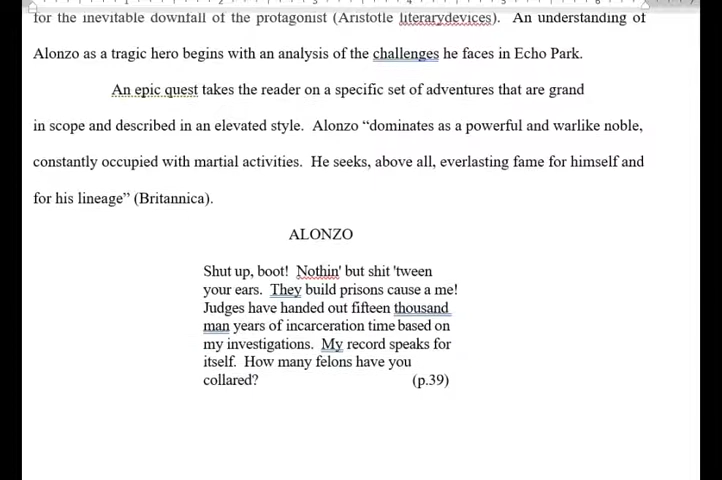 for the inevitable downfall of the protagonist (Aristotle literarydevices).  An understanding of
Alonzo as a tragic hero begins with an analysis of the challenges he faces in Echo Park.
An epic quest takes the reader on a specific set of adventures that are grand
in scope and described in an elevated style.  Alonzo “dominates as a powerful and warlike noble,
constantly occupied with martial activities.  He seeks, above all, everlasting fame for himself and
for his lineage” (Britannica).
ALONZO
Shut up, boot!  Nothin' but shit 'tween
your ears.  They build prisons cause a me!
Judges have handed out fifteen thousand
man years of incarceration time based on
my investigations.  My record speaks for
itself.  How many felons have you
collared? (p.39)